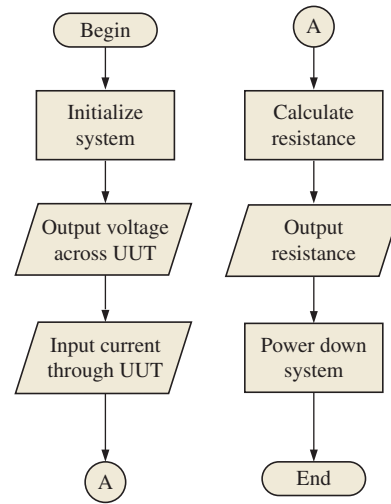 Begin
Initialize
system
Output voltage
across UUT
Input current
through UUT
A
A
Calculate
resistance
Output
resistance
Power down
system
End